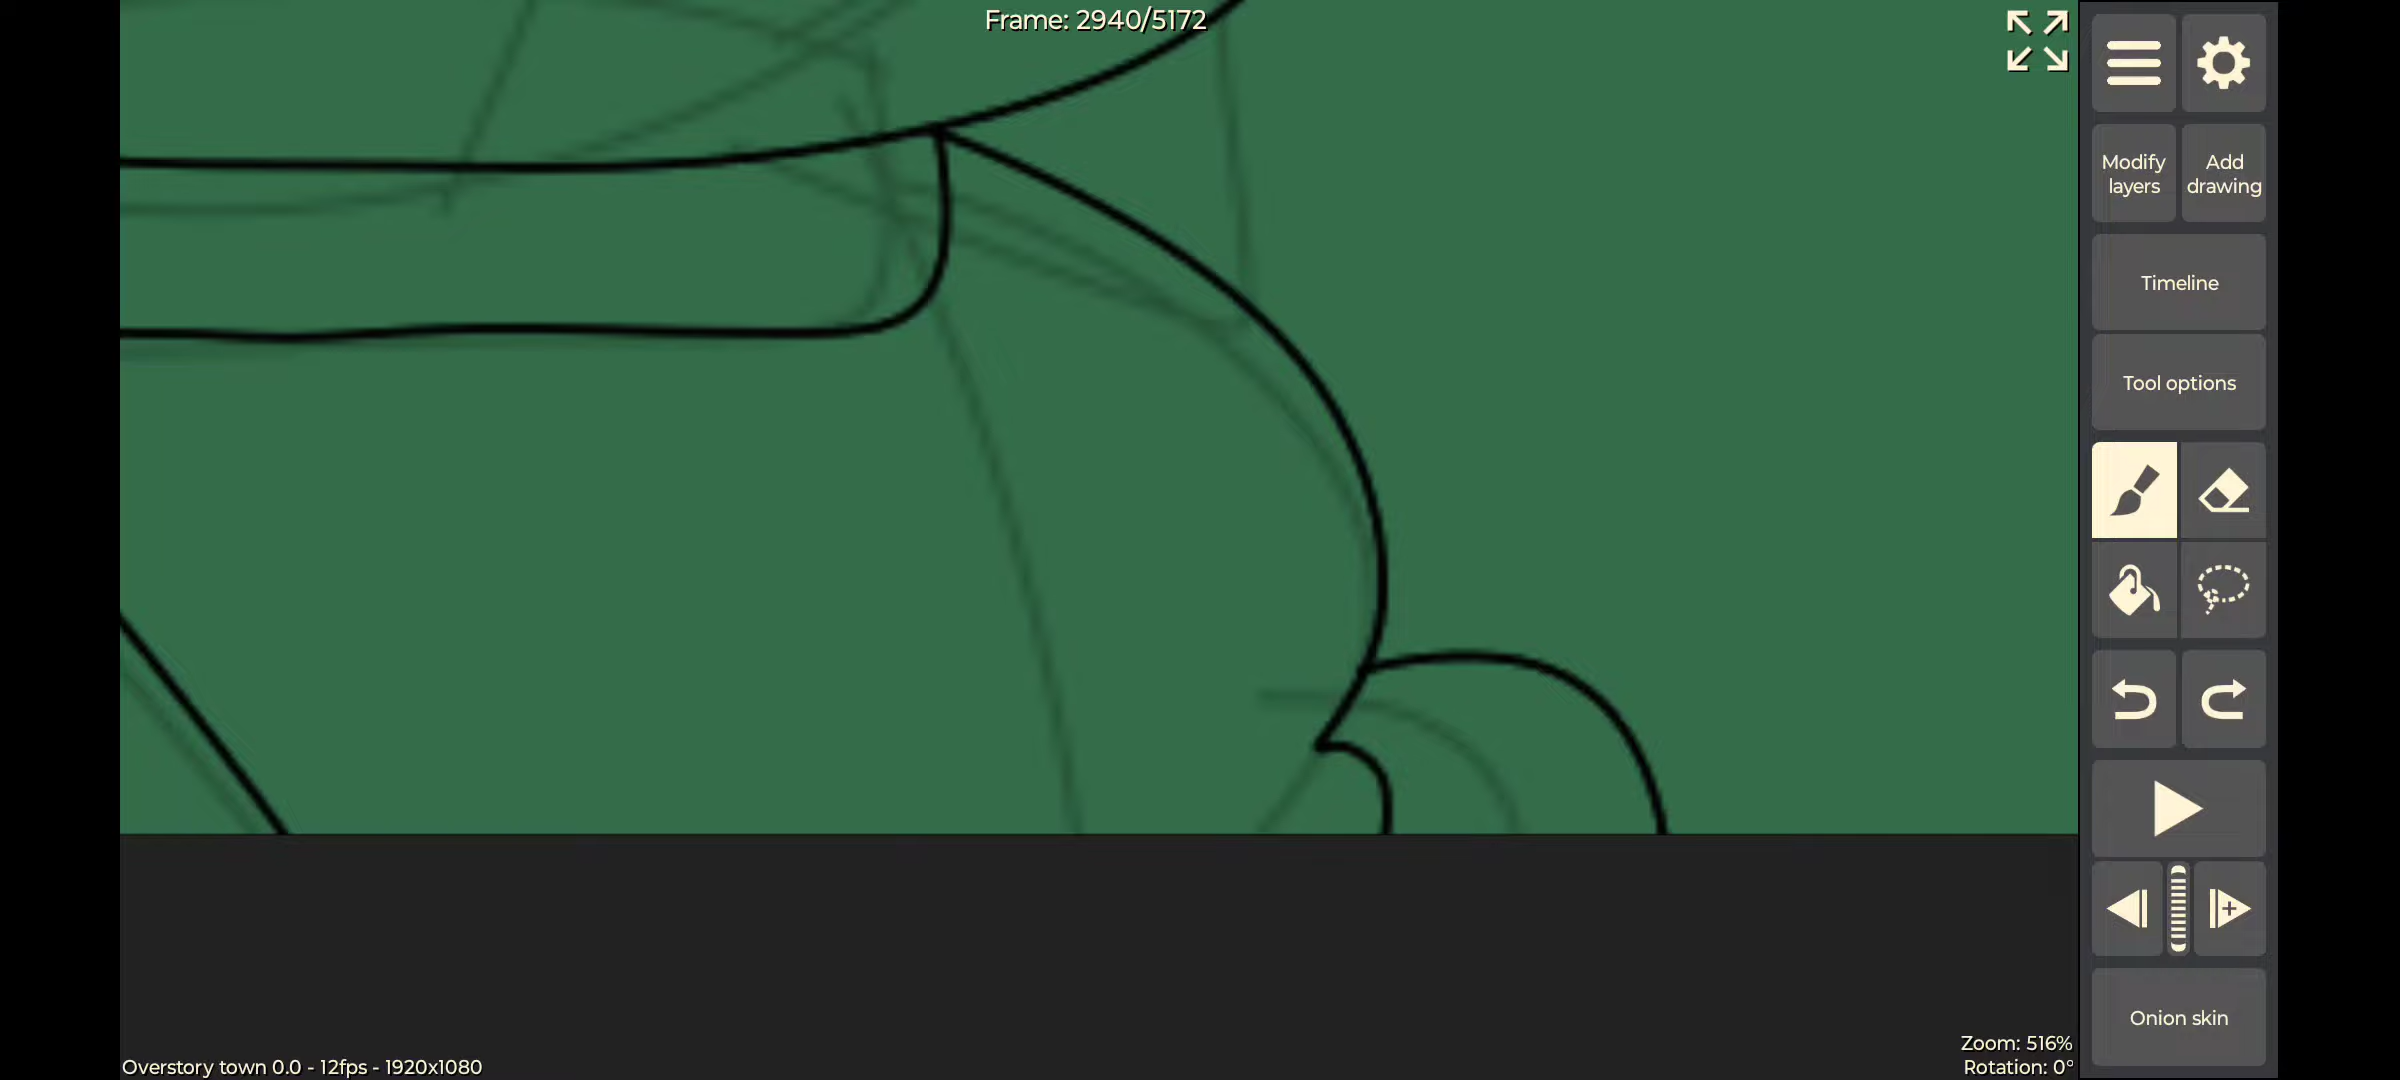 Frame: 2940/5172
Modify layers
Add drawing
Timeline
Tool options
Onion skin
Zoom: 516%
Overstory town 0.0 - 12fps - 1920x1080
Rotation: 0°